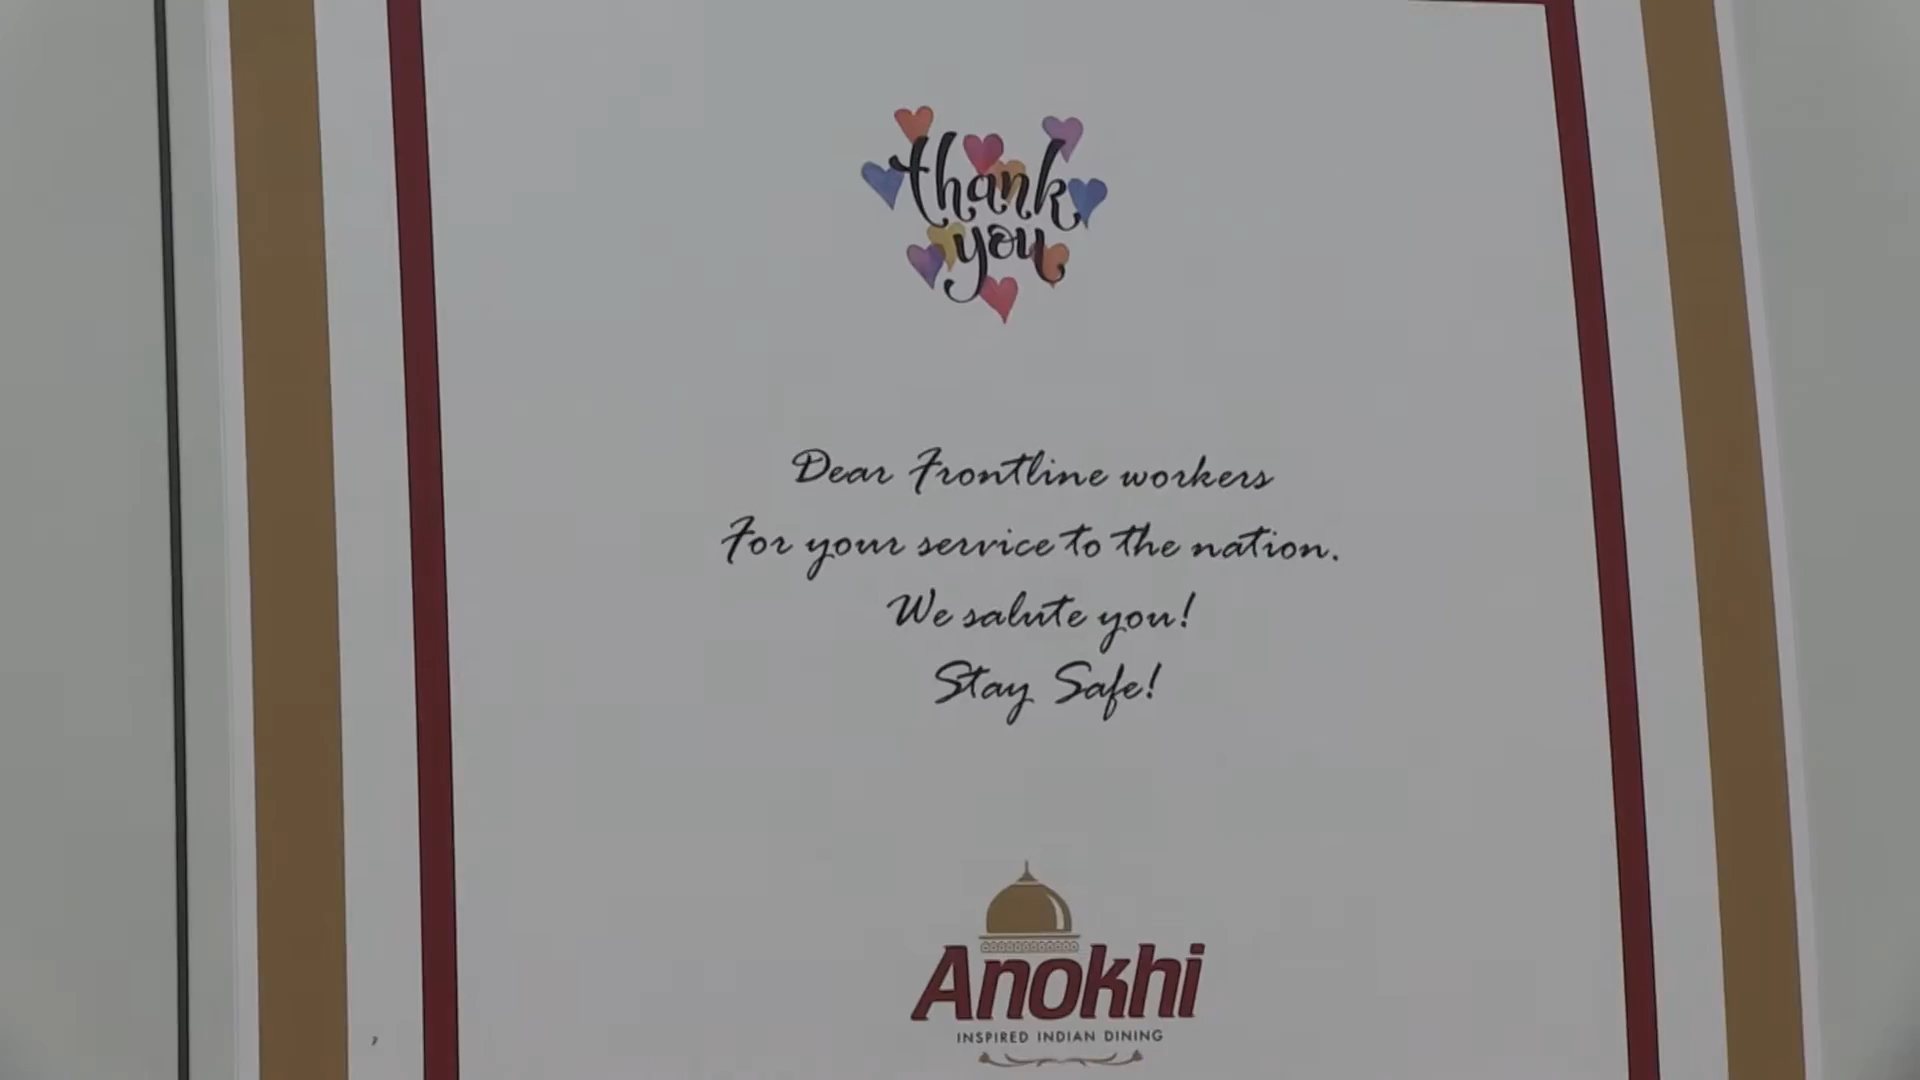 thank
you
Dear Frontline workers
For your service to the nation.
We salute you!
Stay Safe!
Anokhi
INSPIRED INDIAN DINING